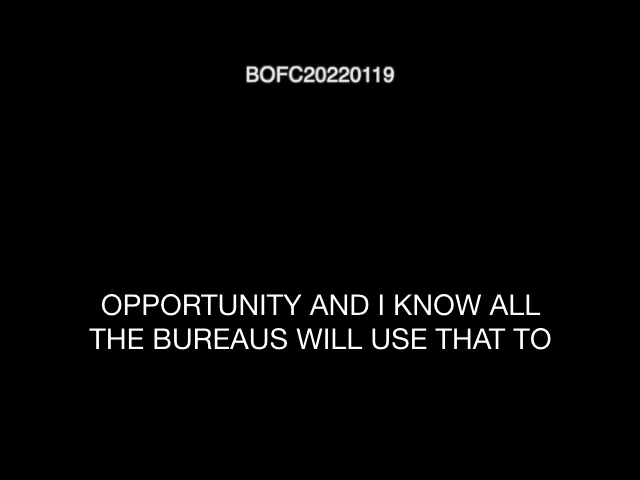 BOFC20220119
OPPORTUNITY AND I KNOW ALL
THE BUREAUS WILL USE THAT TO